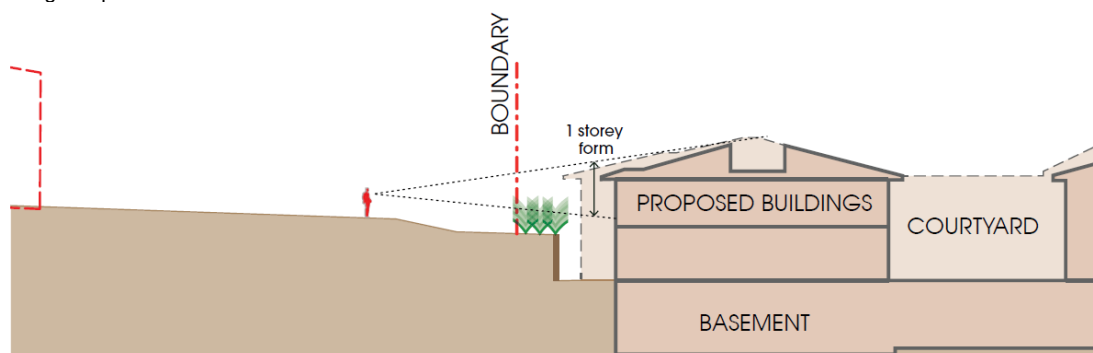 BOUNDARY
1 storey
form
PROPOSED BUILDINGS
COURTYARD
BASEMENT